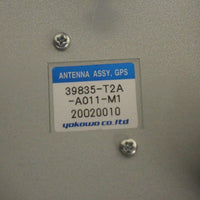 ANTENNA ASSY, GPS
39835-T2A
-A011-M1
20020010
yokowo co.,ltd